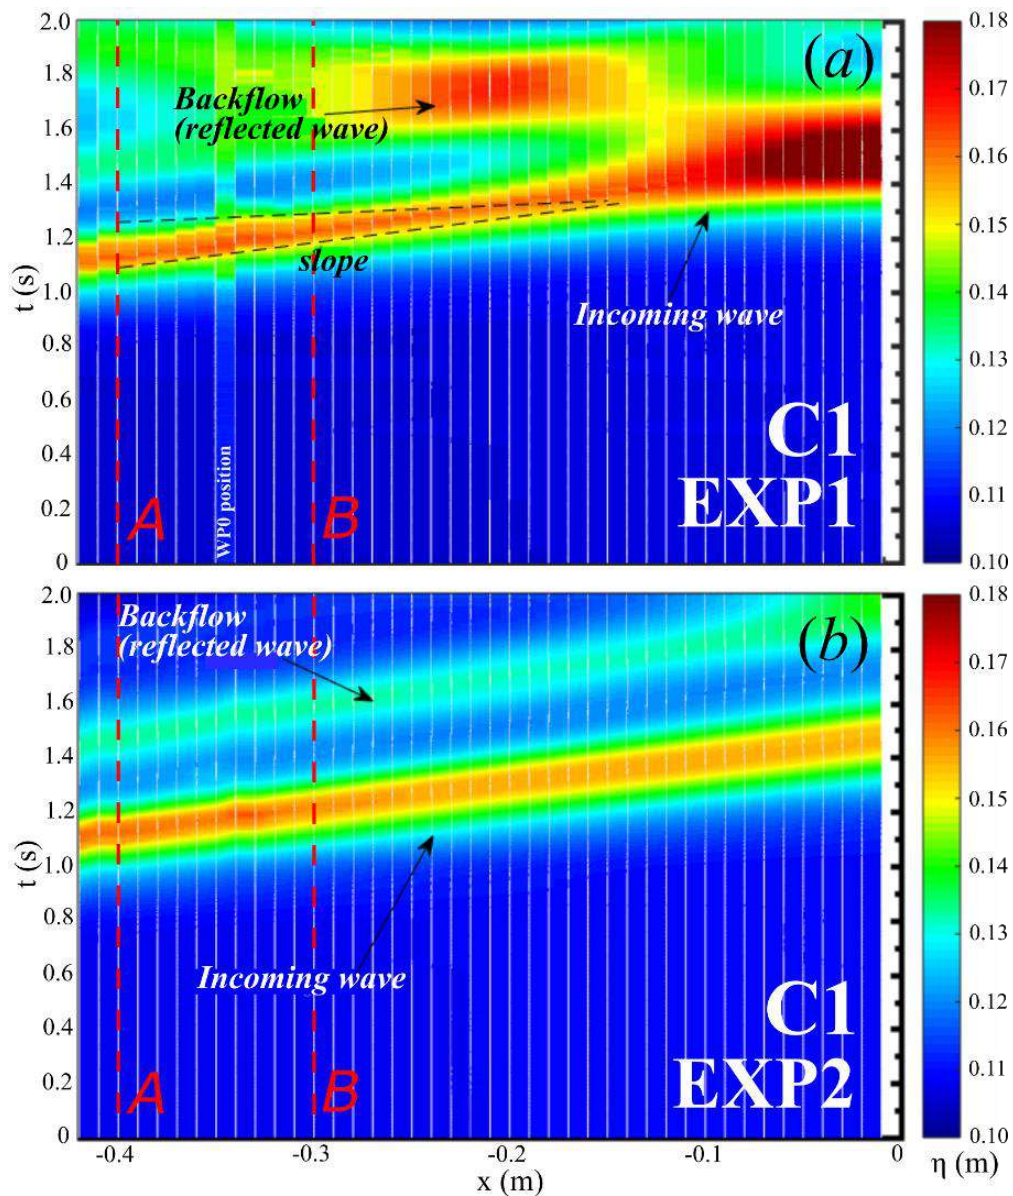 2.0
1.8
1.6
1.4
1.2
1.0
0.8
0.6
0.4
0.2
0
t (s)
(a)
Backflow
(reflected wave)
slope
Incoming wave
WP0 position
A
B
C1
EXP1
0.18
0.17
0.16
0.15
0.14
0.13
0.12
0.11
0.10
2.0
1.8
1.6
1.4
1.2
1.0
0.8
0.6
0.4
0.2
0
t (s)
Backflow
(reflected wave)
(b)
Incoming wave
A
B
C1
EXP2
0.18
0.17
0.16
0.15
0.14
0.13
0.12
0.11
0.10
-0.4
-0.3
-0.2
-0.1
0
x (m)
η (m)